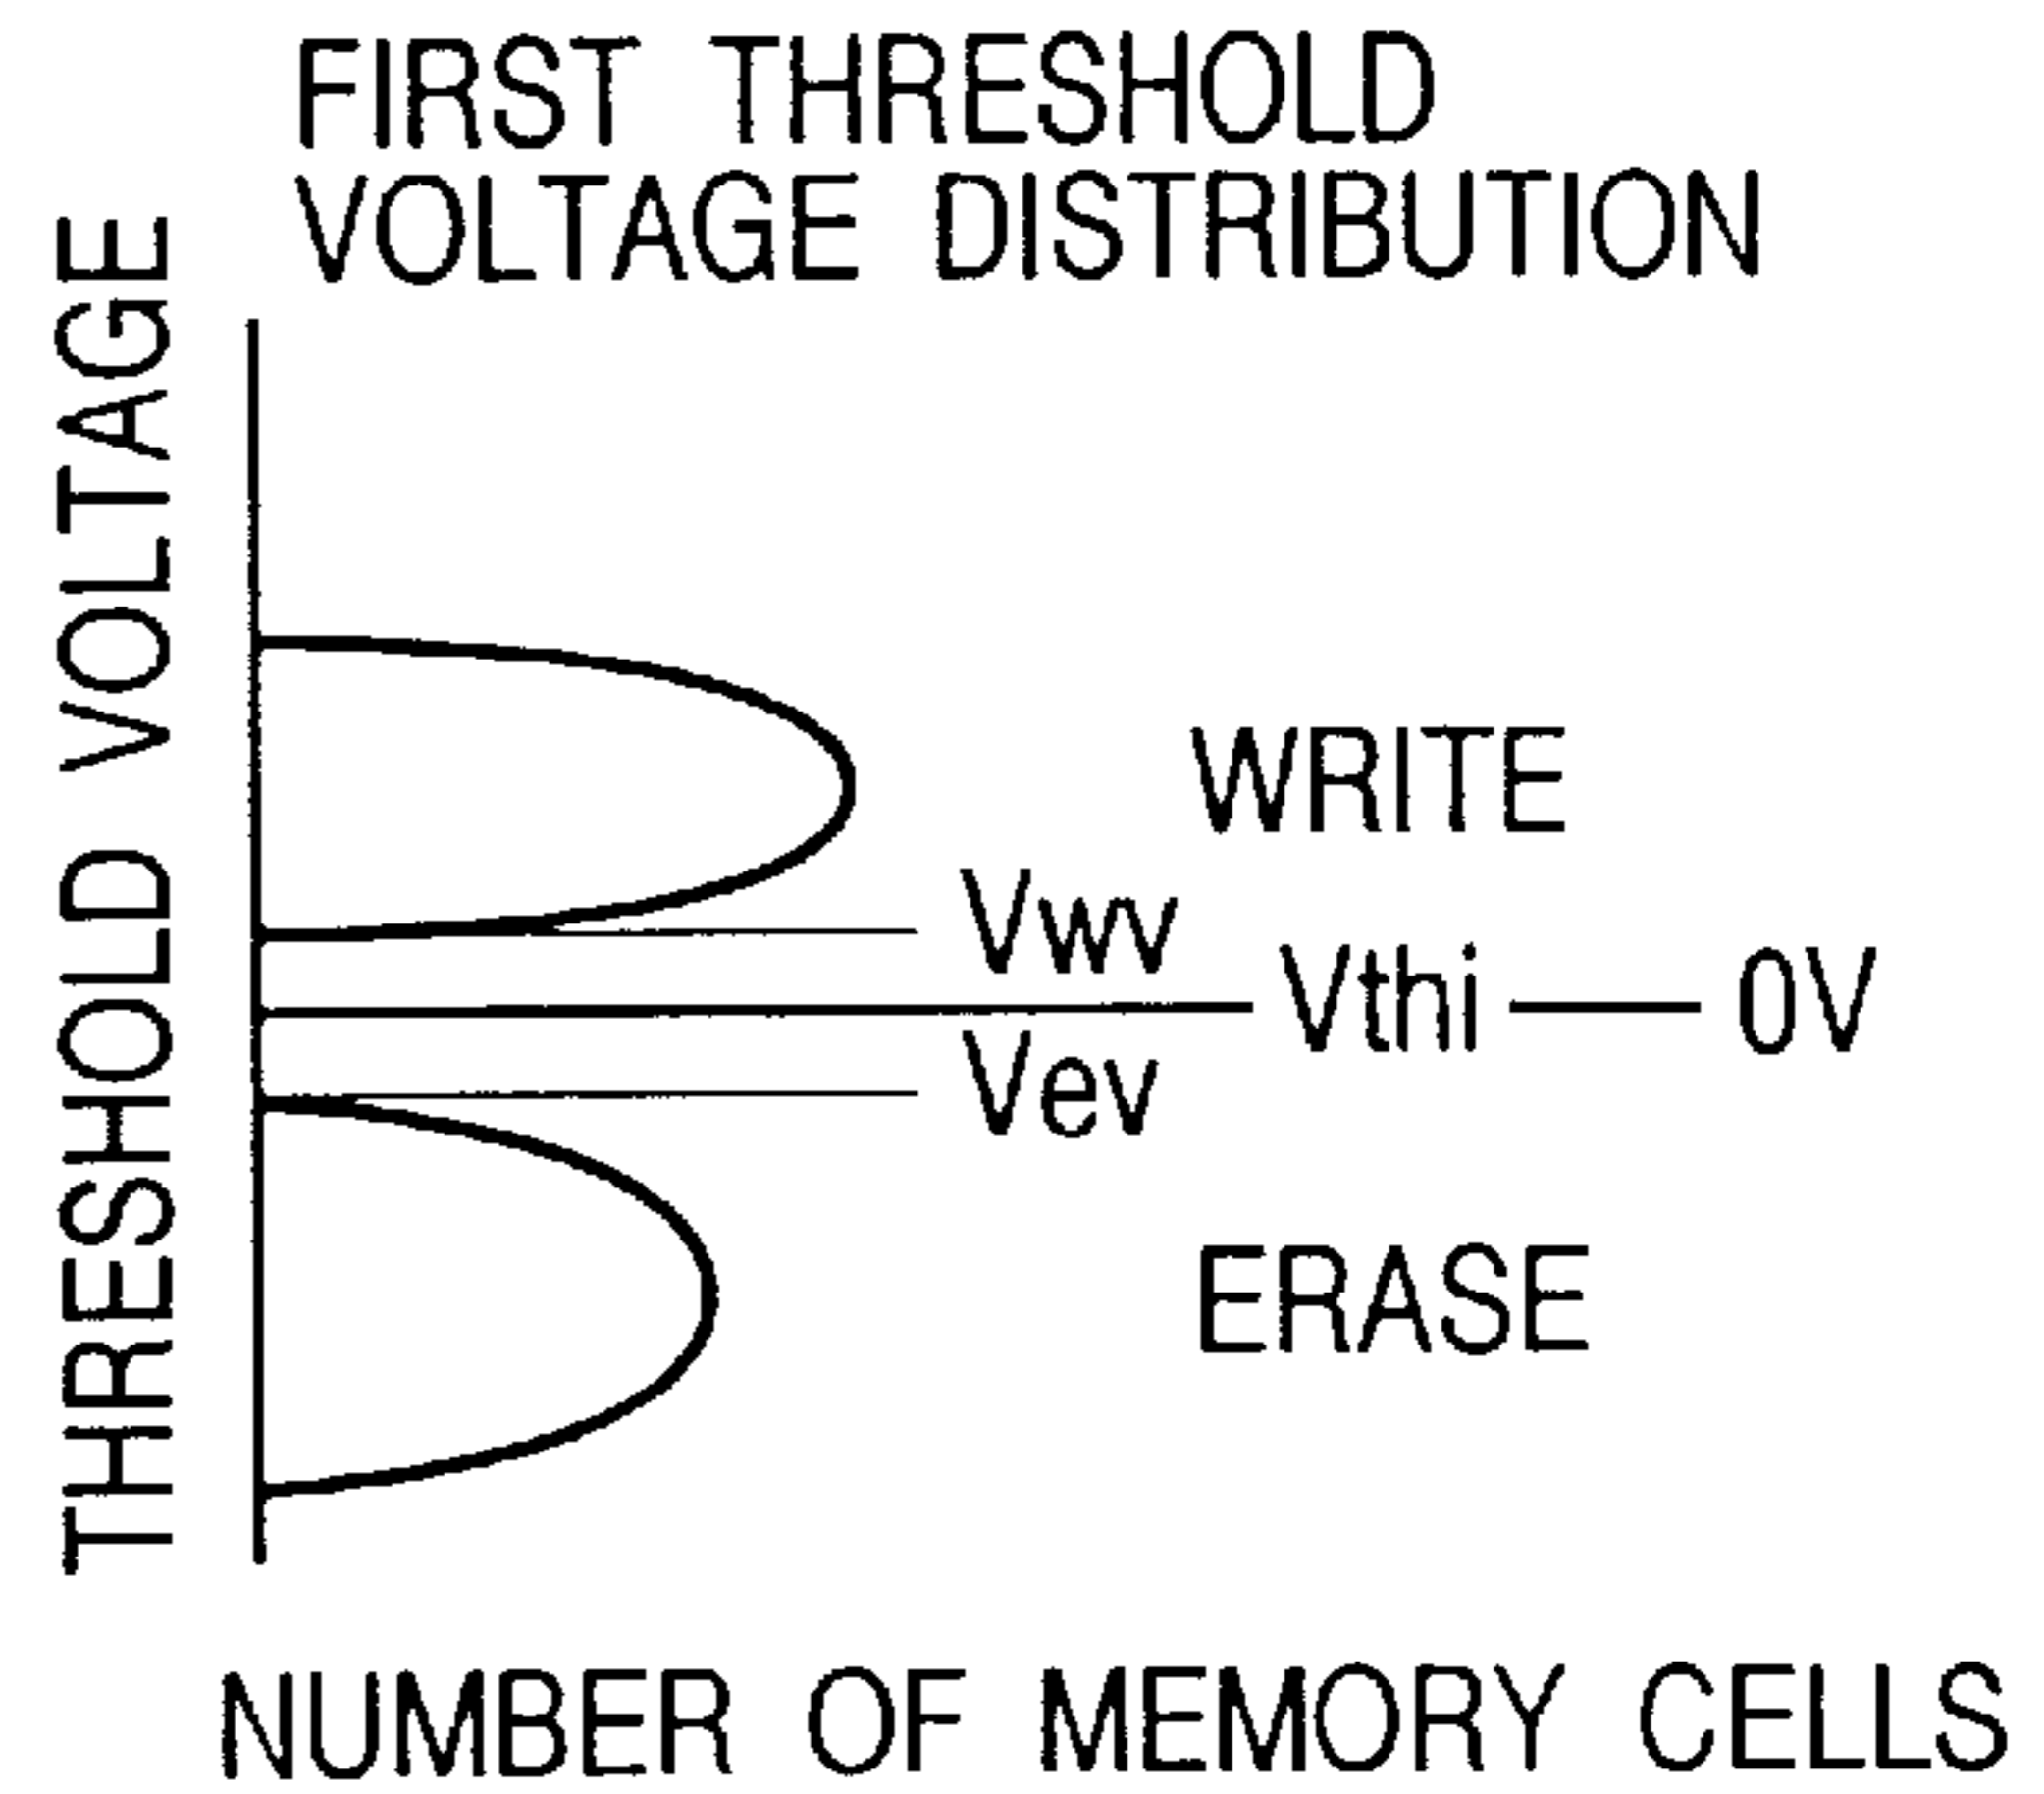 FIRST THRESHOLD
VOLTAGE DISTRIBUTION
THRESHOLD VOLTAGE
WRITE
Vwv
Vthi — 0V
Vev
ERASE
NUMBER OF MEMORY CELLS